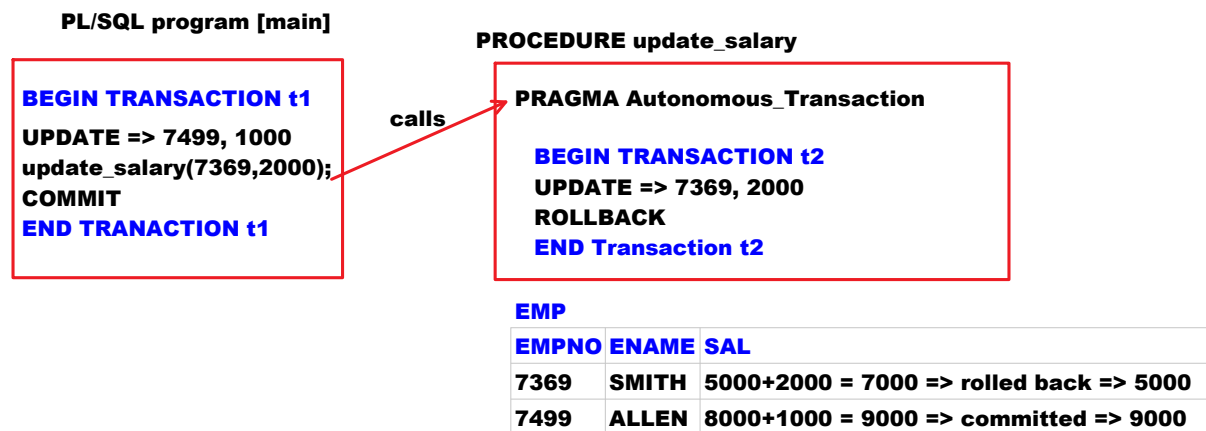 PL/SQL program [main]
BEGIN TRANSACTION t1
UPDATE => 7499, 1000
update_salary(7369,2000);
COMMIT
END TRANACTION t1
calls
PROCEDURE update_salary
PRAGMA Autonomous_Transaction
BEGIN TRANSACTION t2
UPDATE => 7369, 2000
ROLLBACK
END Transaction t2
EMP
EMPNO ENAME SAL
7369 SMITH 5000+2000 = 7000 => rolled back => 5000
7499 ALLEN 8000+1000 = 9000 => committed => 9000